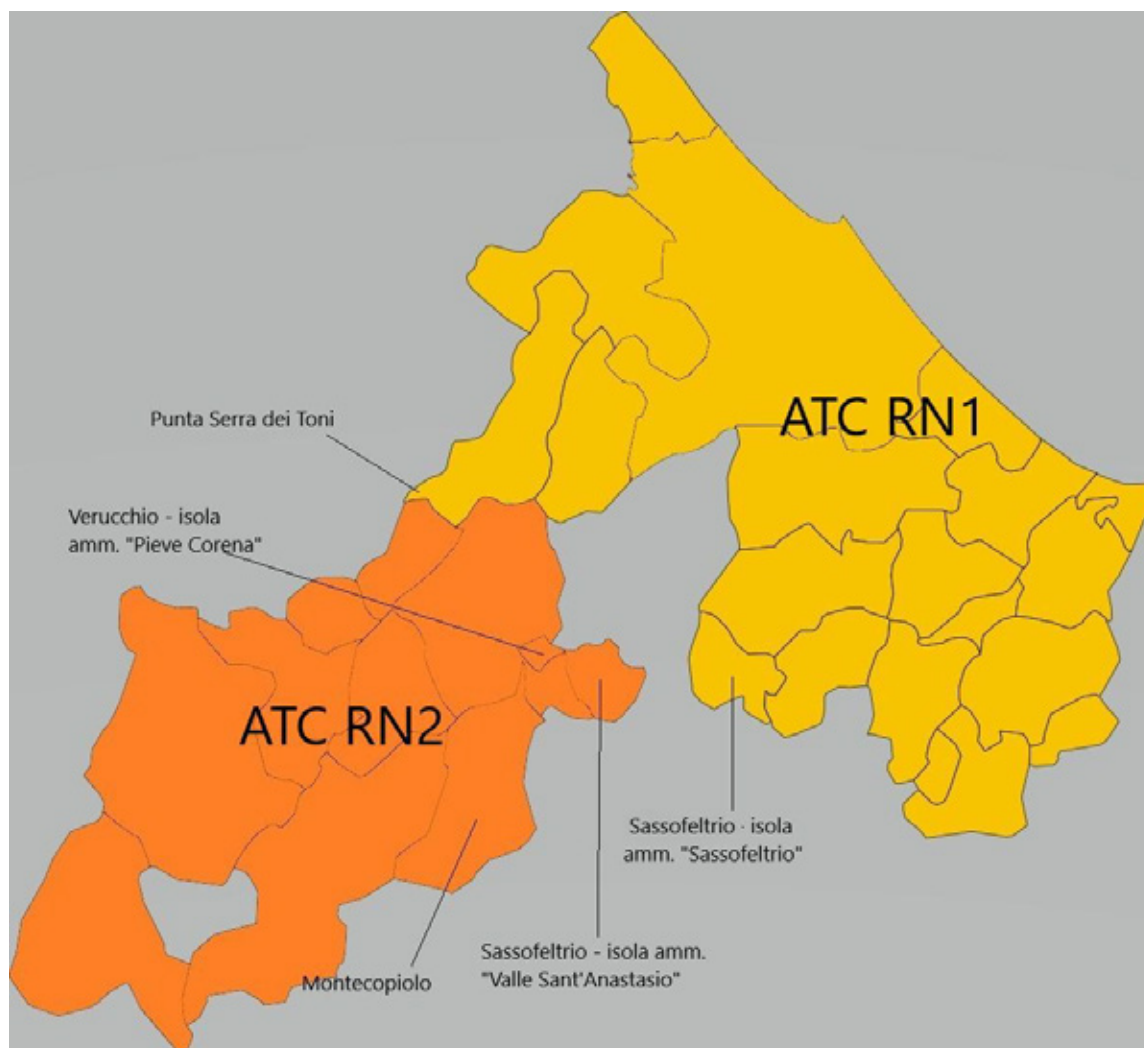 ATC RN1
Punta Serra dei Toni
Verucchio - isola
amm. "Pieve Corena"
ATC RN2
Sassofeltrio - isola
amm. "Sassofeltrio"
Sassofeltrio - isola amm.
"Valle Sant'Anastasio"
Montecopiolo